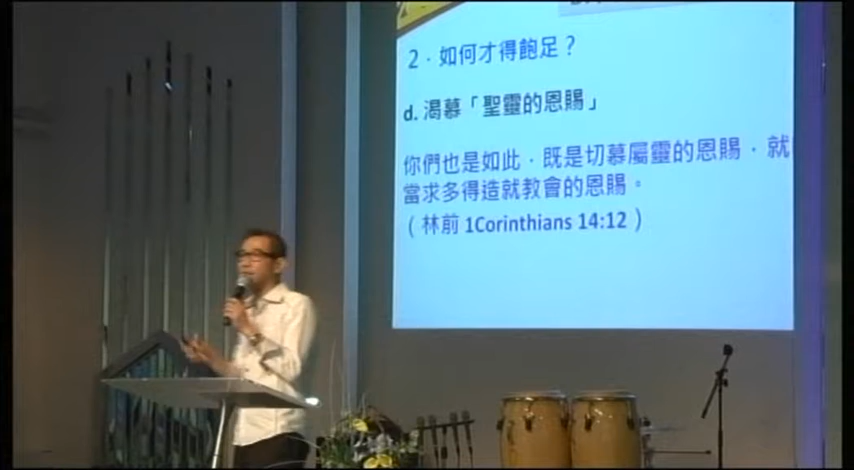 2．如何才得飽足？
d. 渴慕「聖靈的恩賜」
你們也是如此．既是切慕屬靈的恩賜．就
當求多得造就教會的恩賜。
（林前 1Corinthians 14:12）